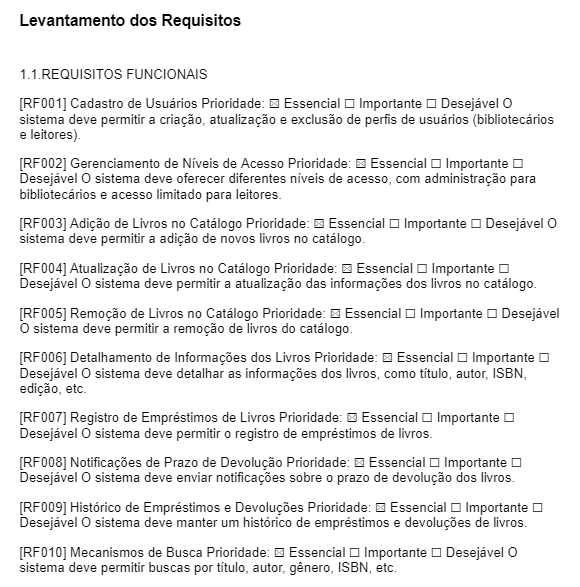 Levantamento dos Requisitos
1.1.REQUISITOS FUNCIONAIS
[RF001] Cadastro de Usuários Prioridade: ☒ Essencial ☐ Importante ☐ Desejável O
sistema deve permitir a criação, atualização e exclusão de perfis de usuários (bibliotecários
e leitores).
[RF002] Gerenciamento de Níveis de Acesso Prioridade: ☒ Essencial ☐ Importante ☐
Desejável O sistema deve oferecer diferentes níveis de acesso, com administração para
bibliotecários e acesso limitado para leitores.
[RF003] Adição de Livros no Catálogo Prioridade: ☒ Essencial ☐ Importante ☐ Desejável O
sistema deve permitir a adição de novos livros no catálogo.
[RF004] Atualização de Livros no Catálogo Prioridade: ☒ Essencial ☐ Importante ☐
Desejável O sistema deve permitir a atualização das informações dos livros no catálogo.
[RF005] Remoção de Livros no Catálogo Prioridade: ☒ Essencial ☐ Importante ☐ Desejável
O sistema deve permitir a remoção de livros do catálogo.
[RF006] Detalhamento de Informações dos Livros Prioridade: ☒ Essencial ☐ Importante ☐
Desejável O sistema deve detalhar as informações dos livros, como título, autor, ISBN,
edição, etc.
[RF007] Registro de Empréstimos de Livros Prioridade: ☒ Essencial ☐ Importante ☐
Desejável O sistema deve permitir o registro de empréstimos de livros.
[RF008] Notificações de Prazo de Devolução Prioridade: ☒ Essencial ☐ Importante ☐
Desejável O sistema deve enviar notificações sobre o prazo de devolução dos livros.
[RF009] Histórico de Empréstimos e Devoluções Prioridade: ☒ Essencial ☐ Importante ☐
Desejável O sistema deve manter um histórico de empréstimos e devoluções de livros.
[RF010] Mecanismos de Busca Prioridade: ☒ Essencial ☐ Importante ☐ Desejável O
sistema deve permitir buscas por título, autor, gênero, ISBN, etc.